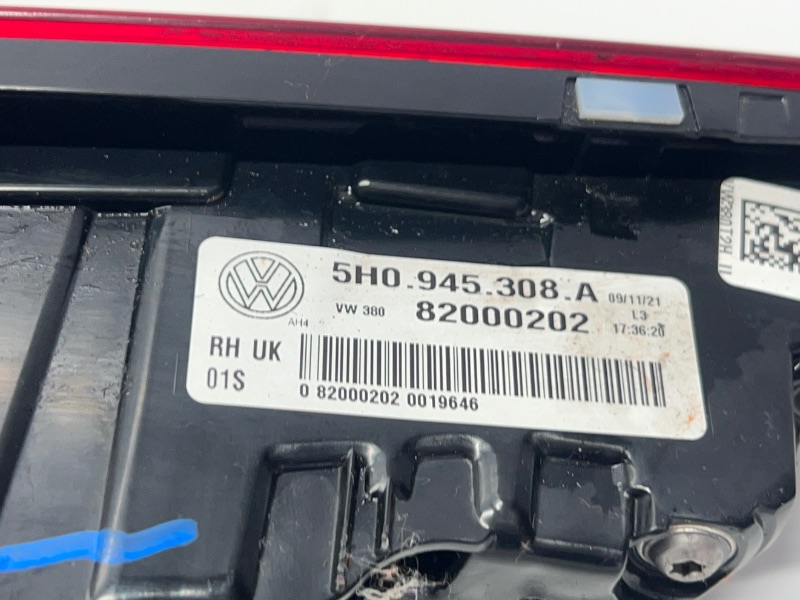 5H0.945.308.A 09/11/21
VW 380 82000202 L3
AH4 17:36:20
RH UK
01S
0 82000202 0019646